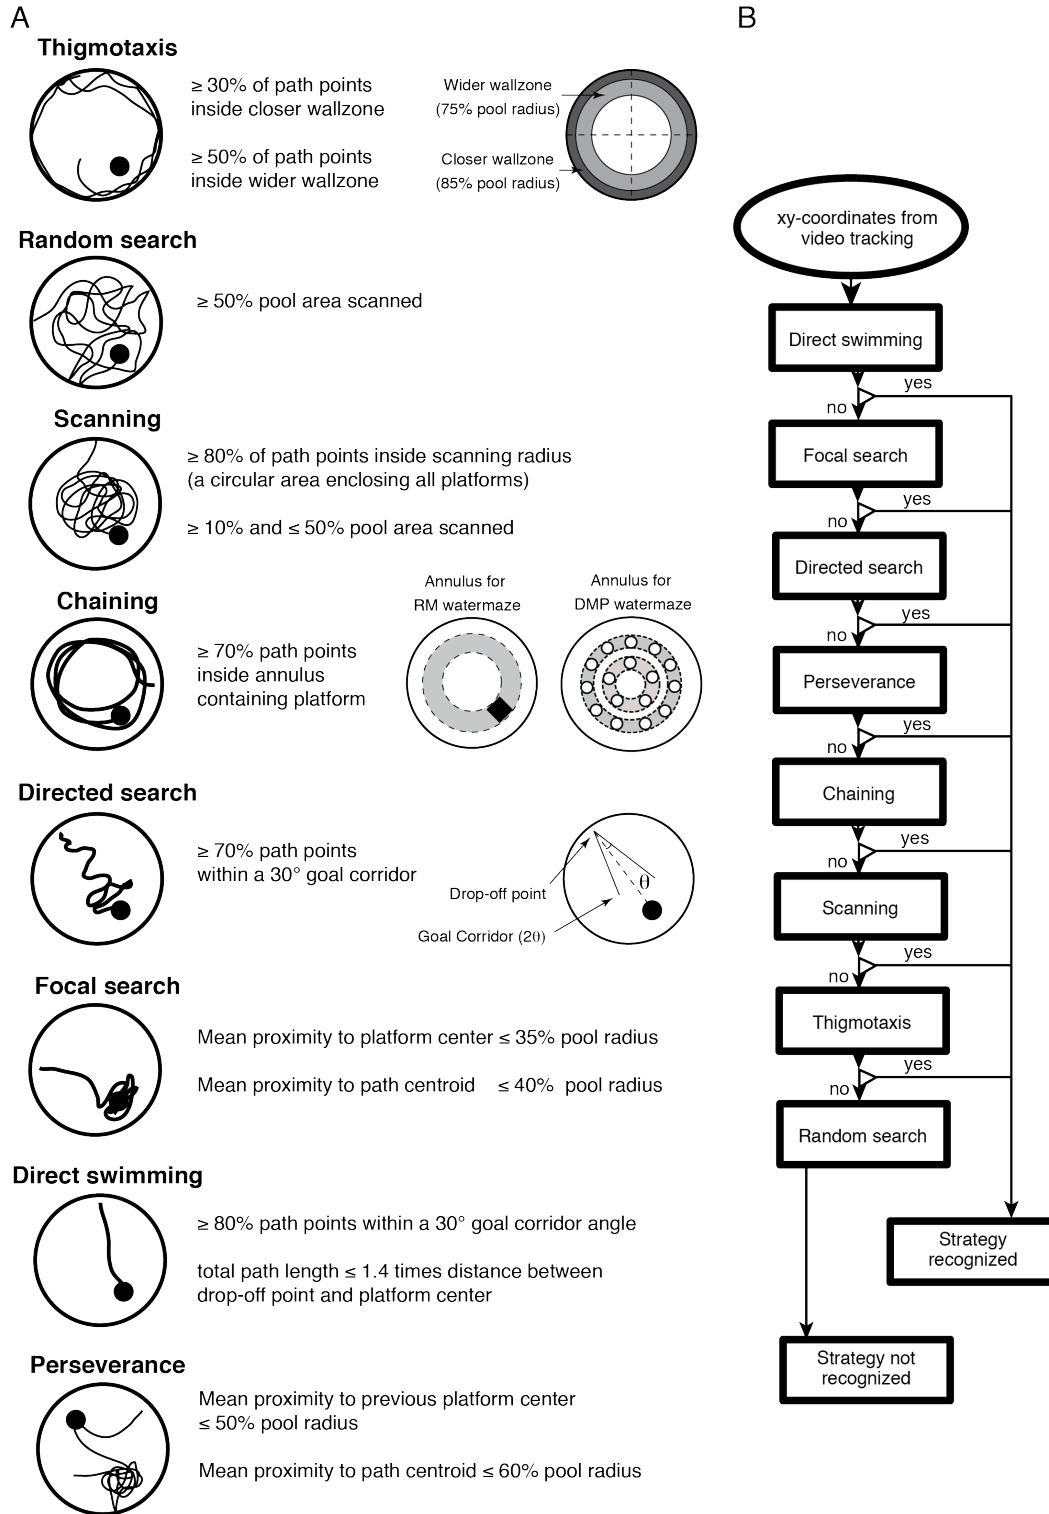 A
Thigmotaxis
≥ 30% of path points
inside closer wallzone
≥ 50% of path points
inside wider wallzone
Wider wallzone
(75% pool radius)
Closer wallzone
(85% pool radius)
Random search
≥ 50% pool area scanned
Scanning
≥ 80% of path points inside scanning radius
(a circular area enclosing all platforms)
≥ 10% and ≤ 50% pool area scanned
Chaining
≥ 70% path points
inside annulus
containing platform
Annulus for
RM watermaze
Annulus for
DMP watermaze
Directed search
≥ 70% path points
within a 30° goal corridor
Drop-off point
θ
Goal Corridor (2θ)
Focal search
Mean proximity to platform center ≤ 35% pool radius
Mean proximity to path centroid ≤ 40% pool radius
Direct swimming
≥ 80% path points within a 30° goal corridor angle
total path length ≤ 1.4 times distance between
drop-off point and platform center
Perseverance
Mean proximity to previous platform center
≤ 50% pool radius
Mean proximity to path centroid ≤ 60% pool radius
B
xy-coordinates from
video tracking
Direct swimming
yes
no
Focal search
yes
no
Directed search
yes
no
Perseverance
yes
no
Chaining
yes
no
Scanning
yes
no
Thigmotaxis
yes
no
Random search
Strategy
recognized
Strategy not
recognized